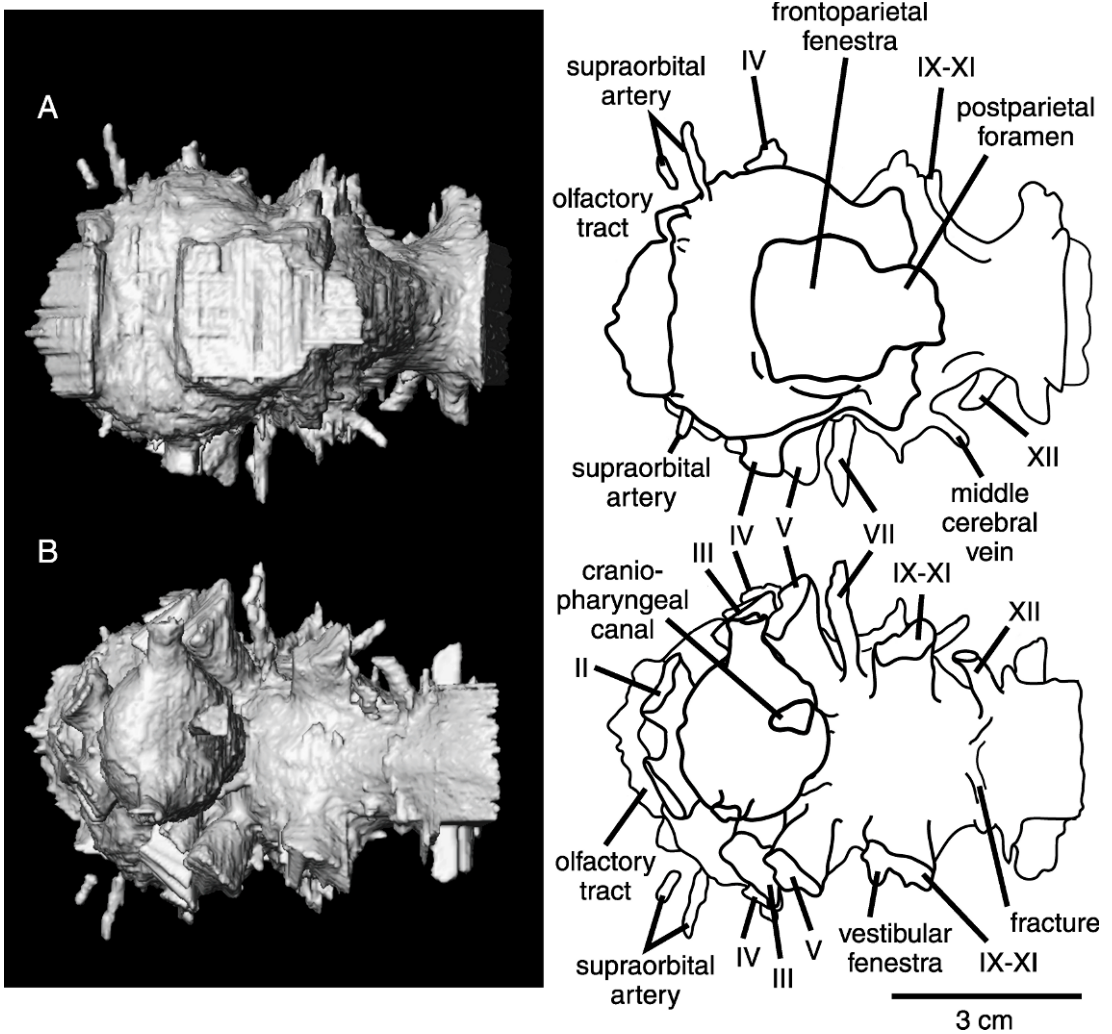 A
frontoparietal
fenestra
supraorbital
artery
IV
IX-XI
postparietal
foramen
olfactory
tract
supraorbital
artery
XII
middle
cerebral
vein
IV
V
VII
B
III
cranio-
pharyngeal
canal
IX-XI
XII
II
olfactory
tract
supraorbital
artery
IV
III
V
vestibular
fenestra
IX-XI
fracture
3 cm